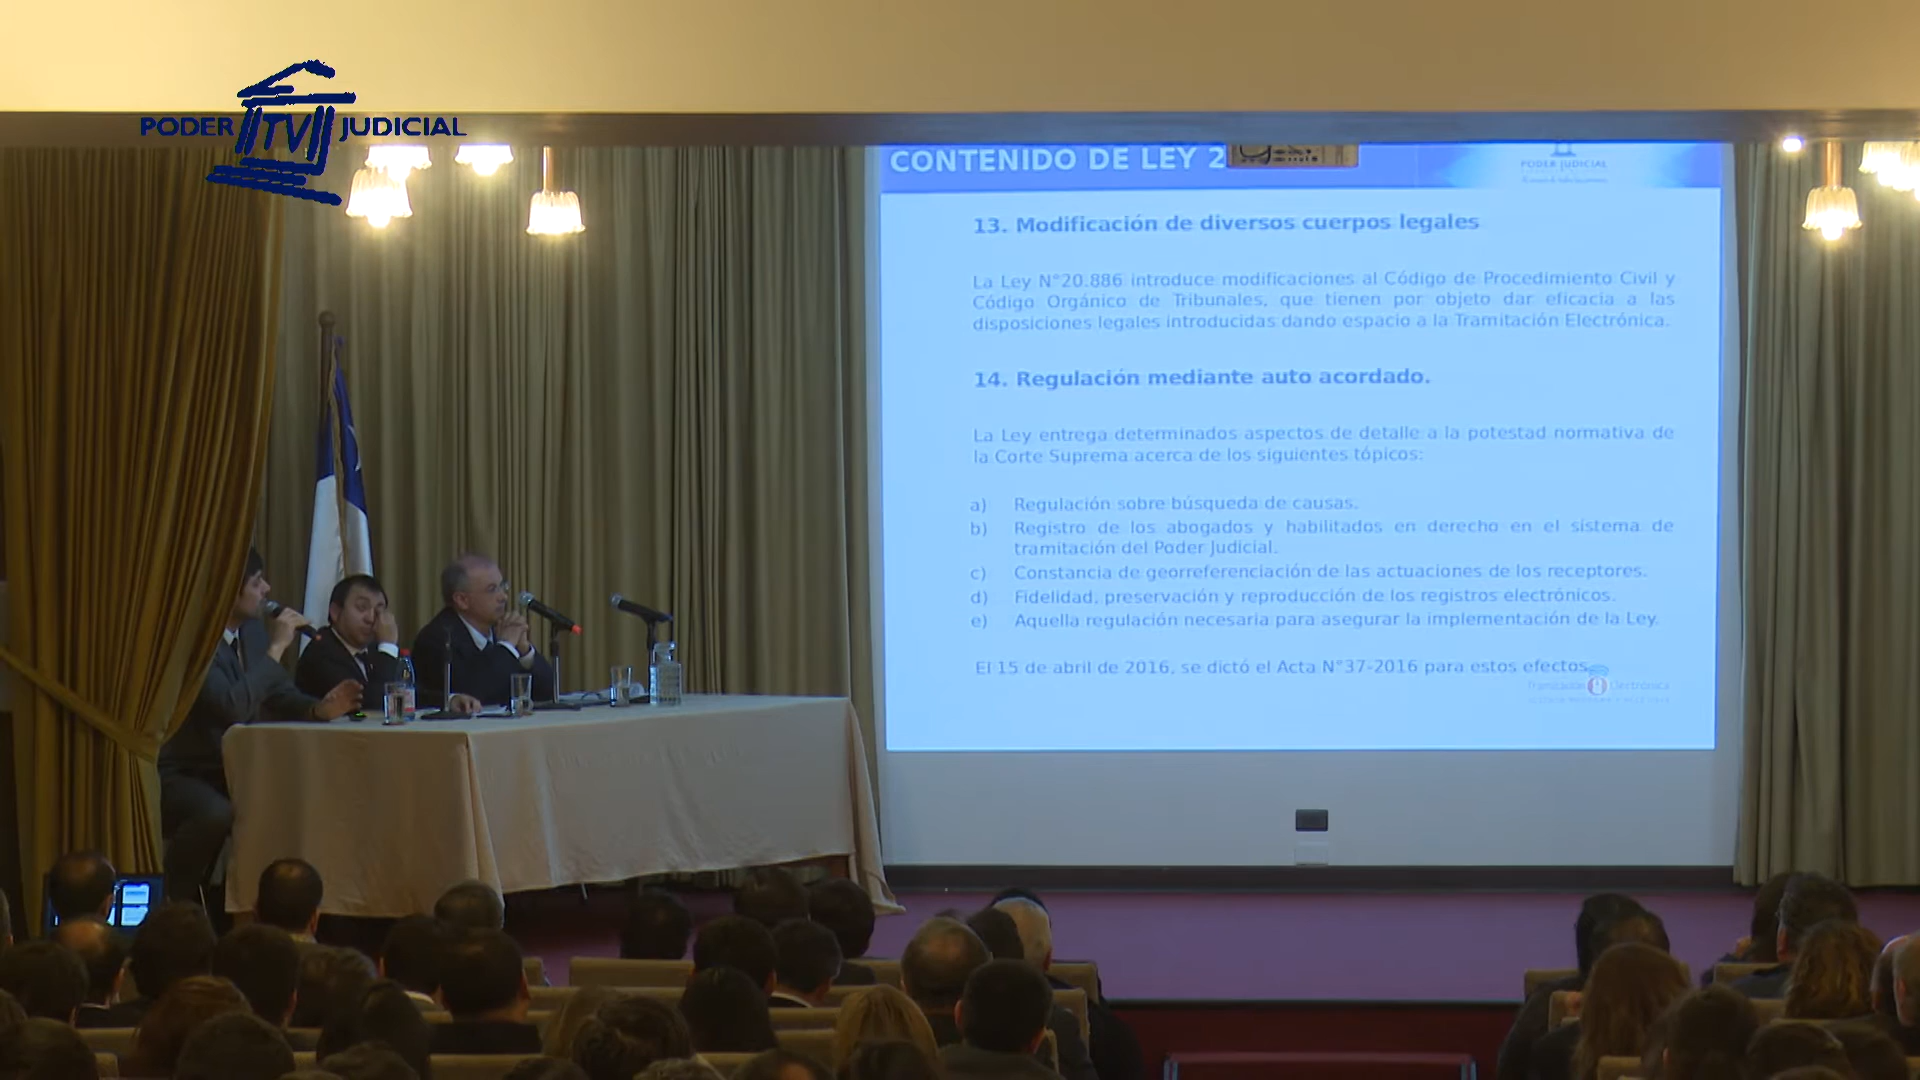 PODER TV JUDICIAL
CONTENIDO DE LEY 2
PODER JUDICIAL
13. Modificación de diversos cuerpos legales
La Ley N°20.886 introduce modificaciones al Código de Procedimiento Civil y
Código Orgánico de Tribunales, que tienen por objeto dar eficacia a las
disposiciones legales introducidas dando espacio a la Tramitación Electrónica.
14. Regulación mediante auto acordado.
La Ley entrega determinados aspectos de detalle a la potestad normativa de
la Corte Suprema acerca de los siguientes tópicos:
a) Regulación sobre búsqueda de causas.
b) Registro de los abogados y habilitados en derecho en el sistema de
tramitación del Poder Judicial.
c) Constancia de georreferenciación de las actuaciones de los receptores.
d) Fidelidad, preservación y reproducción de los registros electrónicos.
e) Aquella regulación necesaria para asegurar la implementación de la Ley.
El 15 de abril de 2016, se dictó el Acta N°37-2016 para estos efectos
Tramitación Electrónica